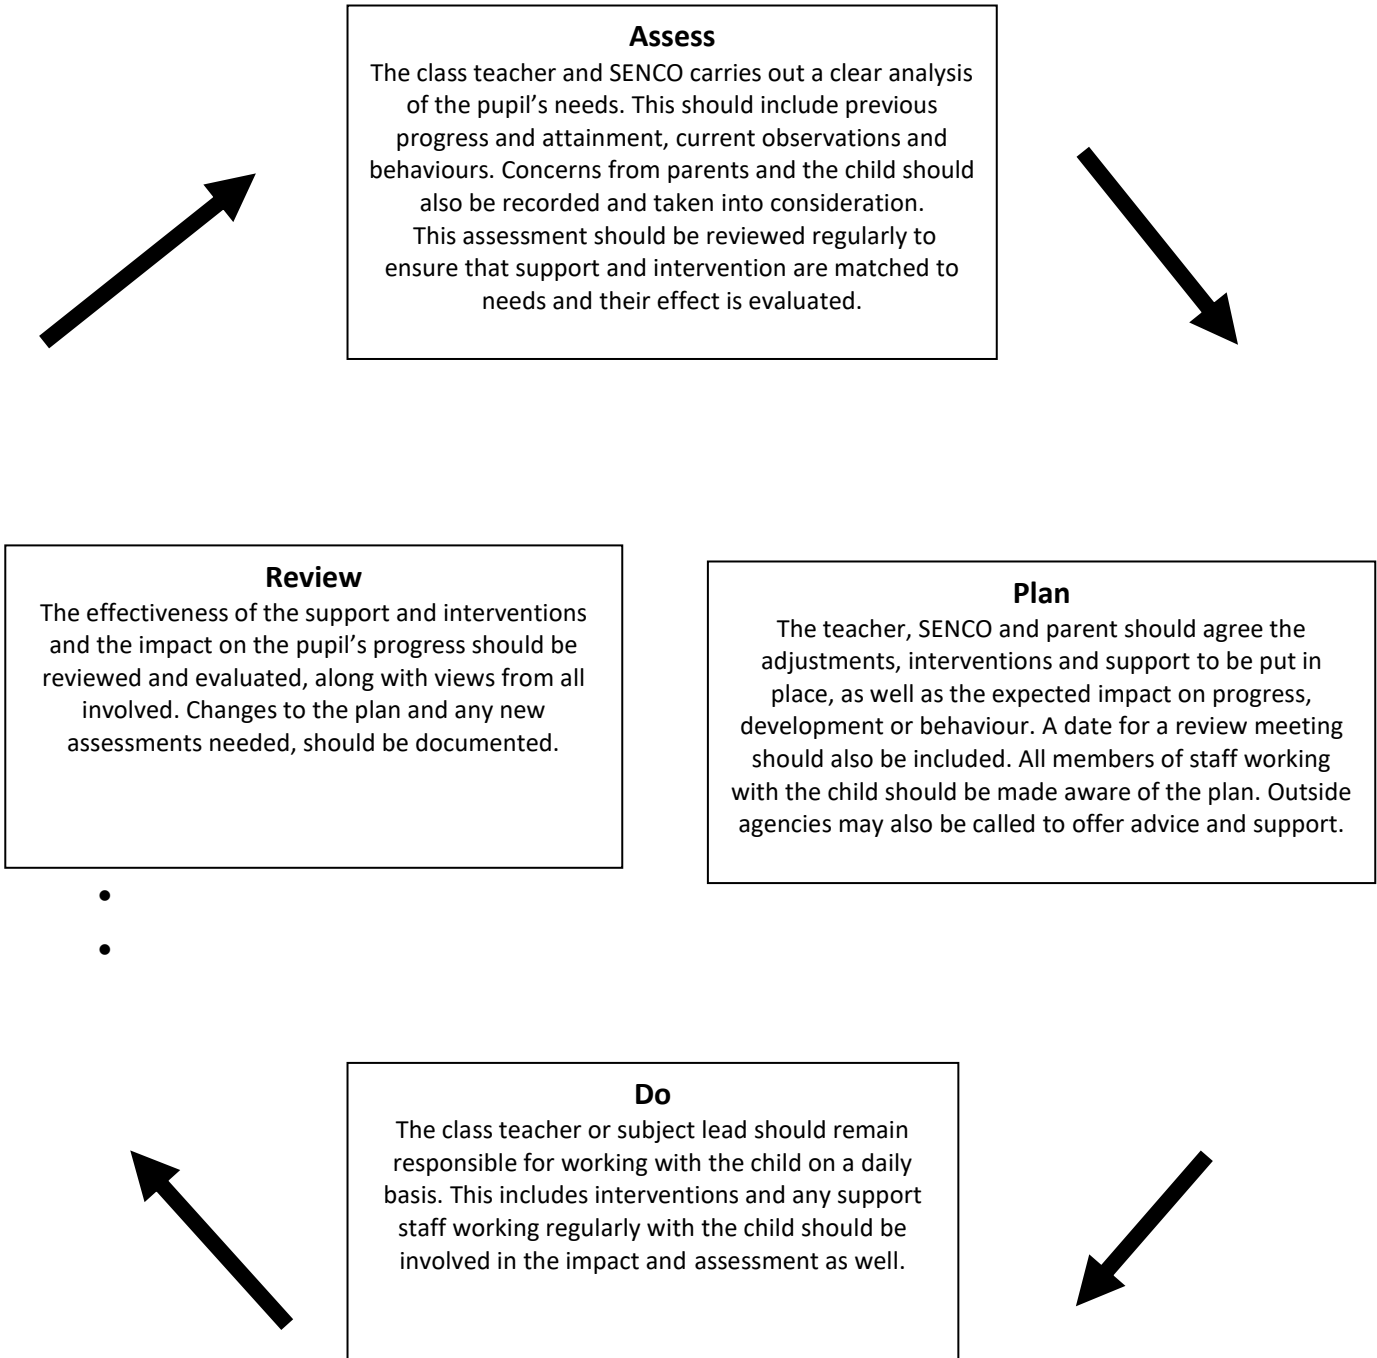 Assess
The class teacher and SENCO carries out a clear analysis
of the pupil’s needs. This should include previous
progress and attainment, current observations and
behaviours. Concerns from parents and the child should
also be recorded and taken into consideration.
This assessment should be reviewed regularly to
ensure that support and intervention are matched to
needs and their effect is evaluated.
Review
The effectiveness of the support and interventions
and the impact on the pupil’s progress should be
reviewed and evaluated, along with views from all
involved. Changes to the plan and any new
assessments needed, should be documented.
Plan
The teacher, SENCO and parent should agree the
adjustments, interventions and support to be put in
place, as well as the expected impact on progress,
development or behaviour. A date for a review meeting
should also be included. All members of staff working
with the child should be made aware of the plan. Outside
agencies may also be called to offer advice and support.
Do
The class teacher or subject lead should remain
responsible for working with the child on a daily
basis. This includes interventions and any support
staff working regularly with the child should be
involved in the impact and assessment as well.